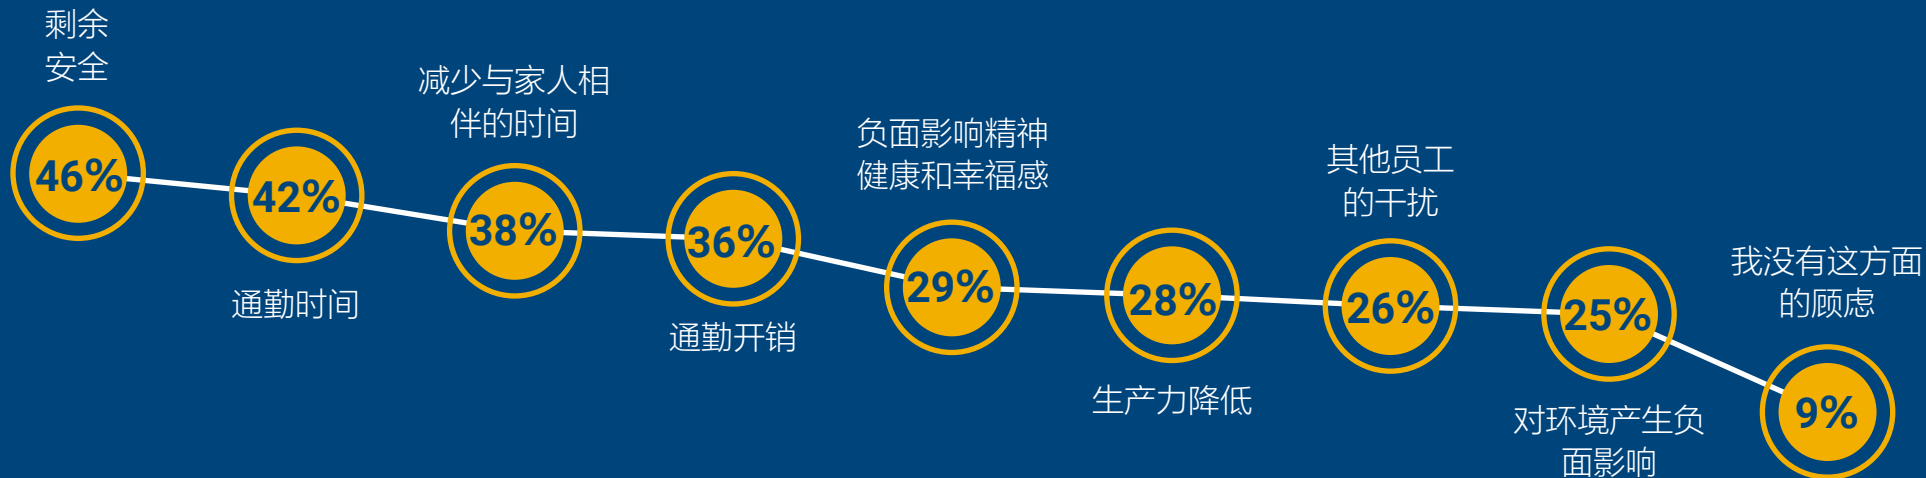 剩余
安全
46%
42%
通勤时间
减少与家人相
伴的时间
38%
36%
通勤开销
负面影响精神
健康和幸福感
29%
28%
生产力降低
其他员工
的干扰
26%
25%
对环境产生负
面影响
我没有这方面
的顾虑
9%